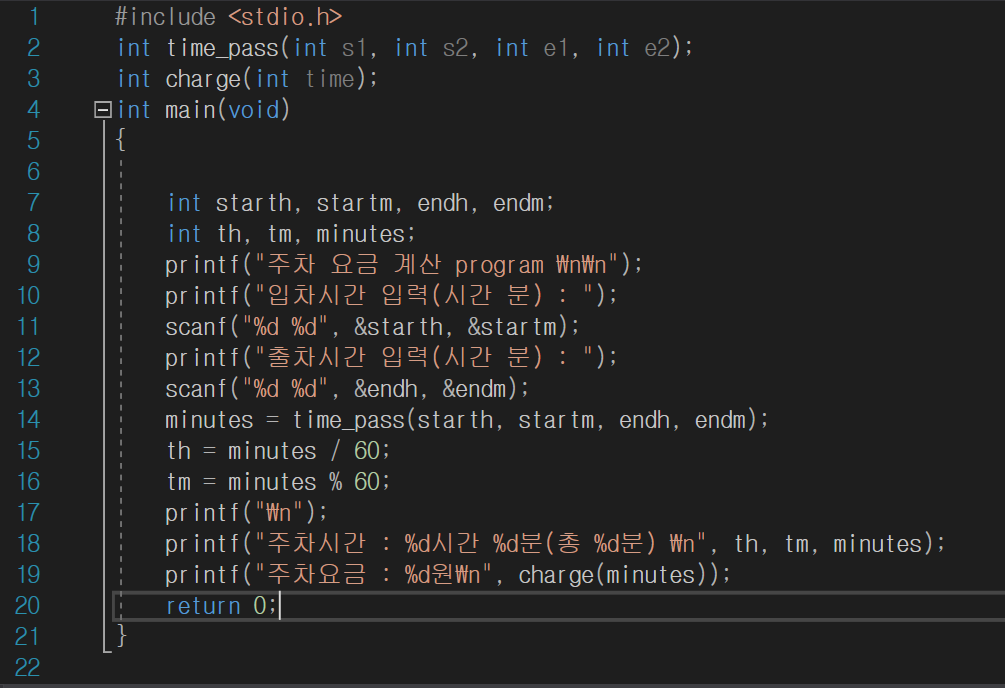 1 #include <stdio.h>
2 int time_pass(int s1, int s2, int e1, int e2);
3 int charge(int time);
4 int main(void)
5 {
6
7 int starth, startm, endh, endm;
8 int th, tm, minutes;
9 printf("주차 요금 계산 program ₩n₩n");
10 printf("입차시간 입력(시간 분) : ");
11 scanf("%d %d", &starth, &startm);
12 printf("출차시간 입력(시간 분) : ");
13 scanf("%d %d", &endh, &endm);
14 minutes = time_pass(starth, startm, endh, endm);
15 th = minutes / 60;
16 tm = minutes % 60;
17 printf("₩n");
18 printf("주차시간 : %d시간 %d분(총 %d분) ₩n", th, tm, minutes);
19 printf("주차요금 : %d원₩n", charge(minutes));
20 return 0;
21 }
22